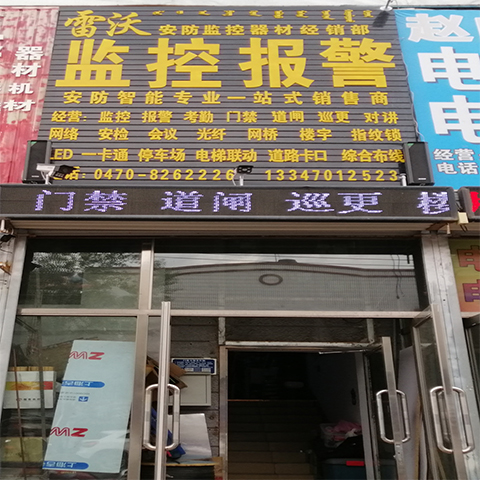 雷沃
安防监控器材经销部
监控报警
安防智能专业一站式销售商
经营：监控 报警 考勤 门禁 道闸 巡更 对讲
网络 安检 会议 光纤 网桥 楼宇 指纹锁
LED 一卡通 停车场 电梯联动 道路卡口 综合布线
话：0470-8262226 13347012523
门禁 道闸 巡更
器材机材
赵
电
电
经营
电话
上海